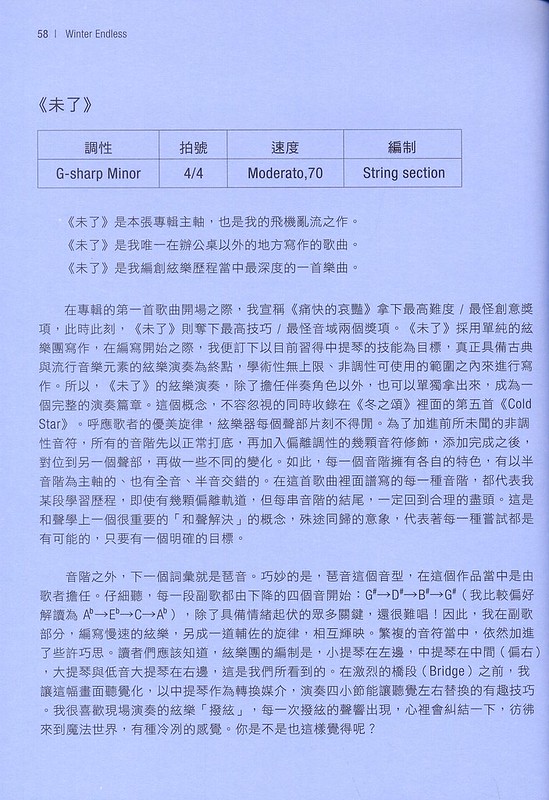 58 | Winter Endless
《未了》
調性 拍號 速度 編制
G-sharp Minor 4/4 Moderato,70 String section
《未了》是本張專輯主軸，也是我的飛機亂流之作。
《未了》是我唯一在辦公桌以外的地方寫作的歌曲。
《未了》是我編創絃樂歷程當中最深度的一首樂曲。
在專輯的第一首歌曲開場之際，我宣稱《痛快的哀豔》拿下最高難度 / 最怪創意獎
項，此時此刻，《未了》則奪下最高技巧 / 最怪音域兩個獎項。《未了》採用單純的絃
樂團寫作，在編寫開始之際，我便訂下以目前習得中提琴的技能為目標，真正具備古典
與流行音樂元素的絃樂演奏為終點，學術性無上限、非調性可使用的範圍之內來進行寫
作。所以，《未了》的絃樂演奏，除了擔任伴奏角色以外，也可以單獨拿出來，成為一
個完整的演奏篇章。這個概念，不容忽視的同時收錄在《冬之頌》裡面的第五首《Cold
Star》。呼應歌者的優美旋律，絃樂器每個聲部片刻不得閒。為了加進前所未聞的非調
性音符，所有的音階先以正常打底，再加入偏離調性的幾顆音符修飾，添加完成之後，
對位到另一個聲部，再做一些不同的變化。如此，每一個音階擁有各自的特色，有以半
音階為主軸的、也有全音、半音交錯的。在這首歌曲裡面譜寫的每一種音階，都代表我
某段學習歷程，即使有幾顆偏離軌道，但每串音階的結尾，一定回到合理的盡頭。這是
和聲學上一個很重要的「和聲解決」的概念，殊途同歸的意象，代表著每一種嘗試都是
有可能的，只要有一個明確的目標。
音階之外，下一個詞彙就是琶音。巧妙的是，琶音這個音型，在這個作品當中是由
歌者擔任。仔細聽，每一段副歌都由下降的四個音開始：G#→D#→B#→G#（我比較偏好
解讀為 Ab→Eb→C→Ab），除了具備情緒起伏的眾多關鍵，還很難唱！因此，我在副歌
部分，編寫慢速的絃樂，另成一道輔佐的旋律，相互輝映。繁複的音符當中，依然加進
了些許巧思。讀者們應該知道，絃樂團的編制是，小提琴在左邊，中提琴在中間（偏右）
，大提琴與低音大提琴在右邊，這是我們所看到的。在激烈的橋段（Bridge）之前，我
讓這幅畫面聽覺化，以中提琴作為轉換媒介，演奏四小節能讓聽覺左右替換的有趣技巧
。我很喜歡現場演奏的絃樂「撥絃」，每一次撥絃的聲響出現，心裡會糾結一下，彷彿
來到魔法世界，有種冷冽的感覺。你是不是也這樣覺得呢？